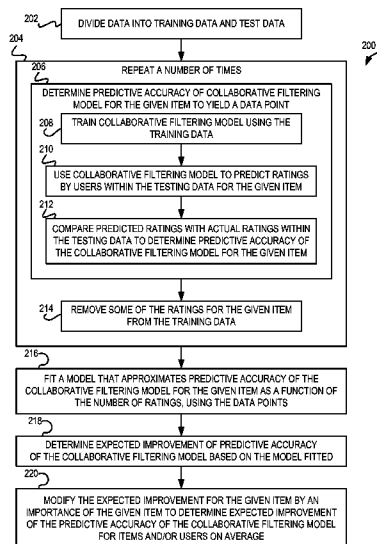 202
DIVIDE DATA INTO TRAINING DATA AND TEST DATA
204
200
REPEAT A NUMBER OF TIMES
206
DETERMINE PREDICTIVE ACCURACY OF COLLABORATIVE FILTERING
MODEL FOR THE GIVEN ITEM TO YIELD A DATA POINT
208
TRAIN COLLABORATIVE FILTERING MODEL USING THE
TRAINING DATA
210
USE COLLABORATIVE FILTERING MODEL TO PREDICT RATINGS
BY USERS WITHIN THE TESTING DATA FOR THE GIVEN ITEM
212
COMPARE PREDICTED RATINGS WITH ACTUAL RATINGS WITHIN
THE TESTING DATA TO DETERMINE PREDICTIVE ACCURACY OF
THE COLLABORATIVE FILTERING MODEL FOR THE GIVEN ITEM
214
REMOVE SOME OF THE RATINGS FOR THE GIVEN ITEM
FROM THE TRAINING DATA
216
FIT A MODEL THAT APPROXIMATES PREDICTIVE ACCURACY OF THE
COLLABORATIVE FILTERING MODEL FOR THE GIVEN ITEM AS A FUNCTION OF
THE NUMBER OF RATINGS, USING THE DATA POINTS
218
DETERMINE EXPECTED IMPROVEMENT OF PREDICTIVE ACCURACY
OF THE COLLABORATIVE FILTERING MODEL BASED ON THE MODEL FITTED
220
MODIFY THE EXPECTED IMPROVEMENT FOR THE GIVEN ITEM BY AN
IMPORTANCE OF THE GIVEN ITEM TO DETERMINE EXPECTED IMPROVEMENT
OF THE PREDICTIVE ACCURACY OF THE COLLABORATIVE FILTERING MODEL
FOR ITEMS AND/OR USERS ON AVERAGE